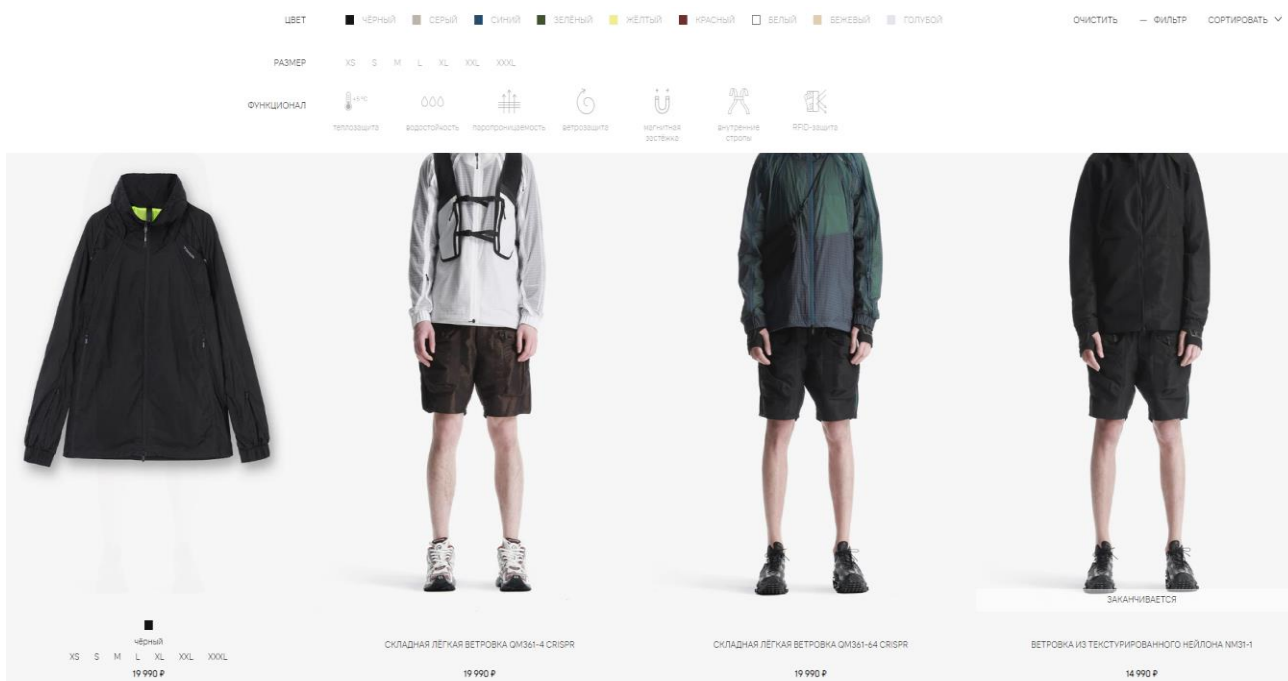 ЦВЕТ ЧЁРНЫЙ СЕРЫЙ СИНИЙ ЗЕЛЁНЫЙ ЖЁЛТЫЙ КРАСНЫЙ БЕЛЫЙ БЕЖЕВЫЙ ГОЛУБОЙ ОЧИСТИТЬ — ФИЛЬТР СОРТИРОВАТЬ
РАЗМЕР XS S M L XL XXL XXXL
ФУНКЦИОНАЛ
+5 °C
теплозащита водостойкость паропроницаемость ветрозащита магнитная застёжка внутренние стропы RFID-защита
ЗАКАНЧИВАЕТСЯ
чёрный
XS S M L XL XXL XXXL
19 990 ₽
СКЛАДНАЯ ЛЁГКАЯ ВЕТРОВКА QM361-4 CRISPR
19 990 ₽
СКЛАДНАЯ ЛЁГКАЯ ВЕТРОВКА QM361-64 CRISPR
19 990 ₽
ВЕТРОВКА ИЗ ТЕКСТУРИРОВАННОГО НЕЙЛОНА NM31-1
14 990 ₽